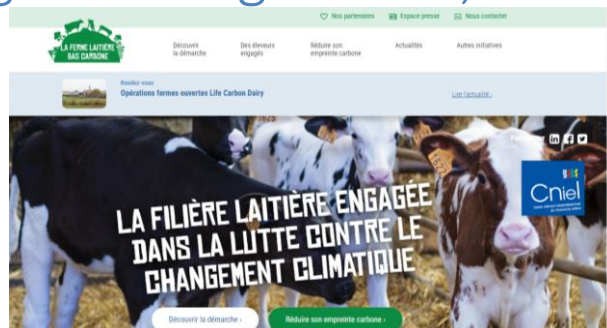 Nos partenaires
Espace presse
Nous contacter
LA FERME LAITIÈRE
BAS CARBONE
Découvrir
la démarche
Des éleveurs
engagés
Réduire son
empreinte carbone
Actualités
Autres initiatives
Rendez-vous
Opérations fermes ouvertes Life Carbon Dairy
Lire l'actualité ›
1625
Cniel
LA FILIÈRE LAITIÈRE ENGAGÉE
DANS LA LUTTE CONTRE LE
CHANGEMENT CLIMATIQUE
Découvrir la démarche ›
Réduire son empreinte carbone ›